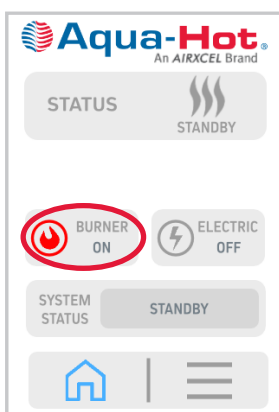 Aqua-Hot®
An AIRXCEL Brand
STATUS
STANDBY
BURNER
ON
ELECTRIC
OFF
SYSTEM
STATUS
STANDBY